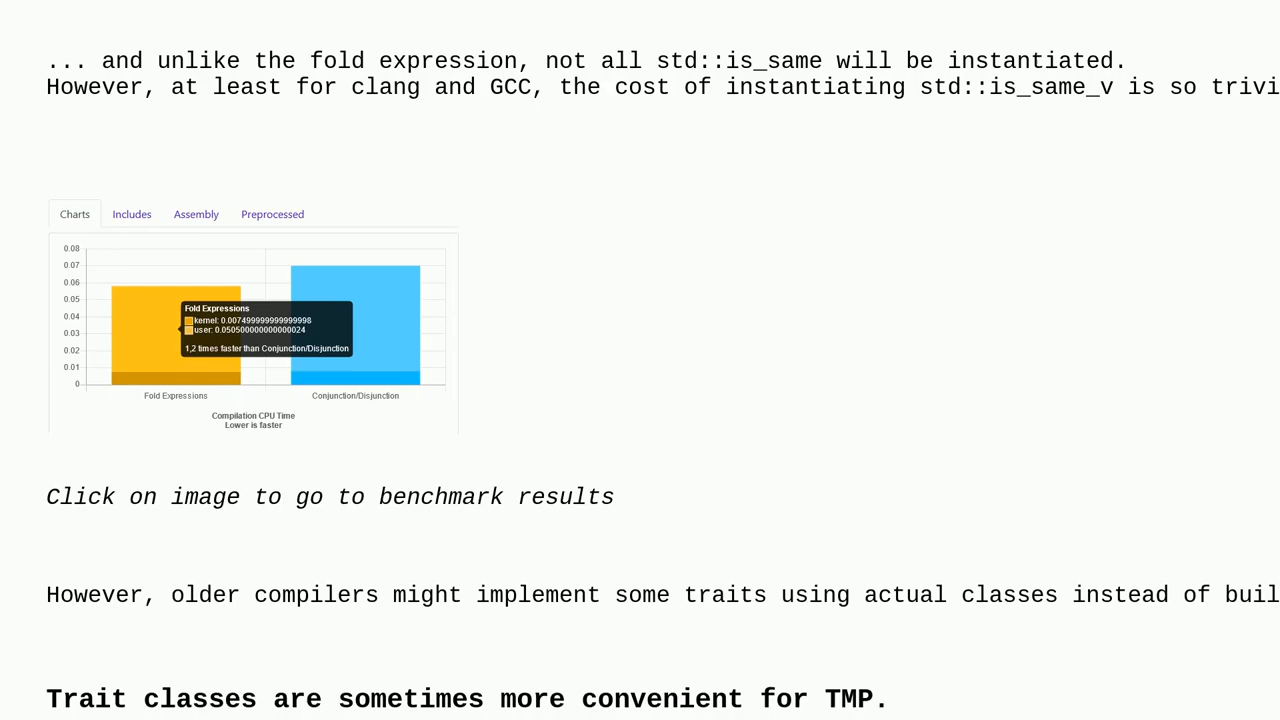 ... and unlike the fold expression, not all std::is_same will be instantiated.
However, at least for clang and GCC, the cost of instantiating std::is_same_v is so trivi
Charts Includes Assembly Preprocessed
0.08
0.07
0.06
0.05
0.04
0.03
0.02
0.01
0
Fold Expressions
kernel: 0.007499999999999998
user: 0.050500000000000024
1,2 times faster than Conjunction/Disjunction
Fold Expressions Conjunction/Disjunction
Compilation CPU Time
Lower is faster
Click on image to go to benchmark results
However, older compilers might implement some traits using actual classes instead of buil
Trait classes are sometimes more convenient for TMP.